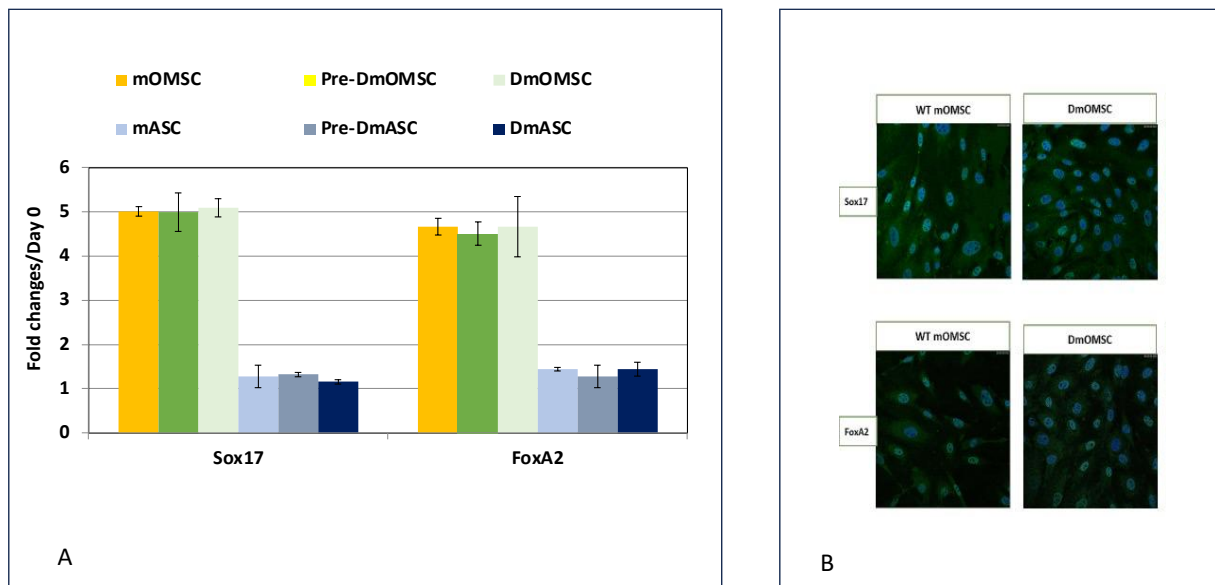 mOMSC Pre-DmOMSC DmOMSC
mASC Pre-DmASC DmASC
Fold changes/Day 0
6
5
4
3
2
1
0
Sox17 FoxA2
A
WT mOMSC DmOMSC
Sox17
WT mOMSC DmOMSC
FoxA2
B